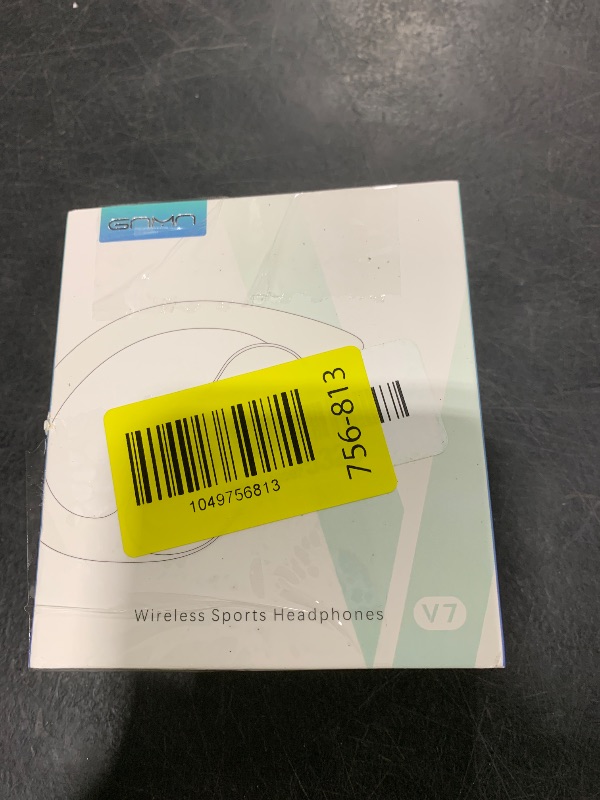 GNMN
756-813
1049756813
Wireless Sports Headphones
V7